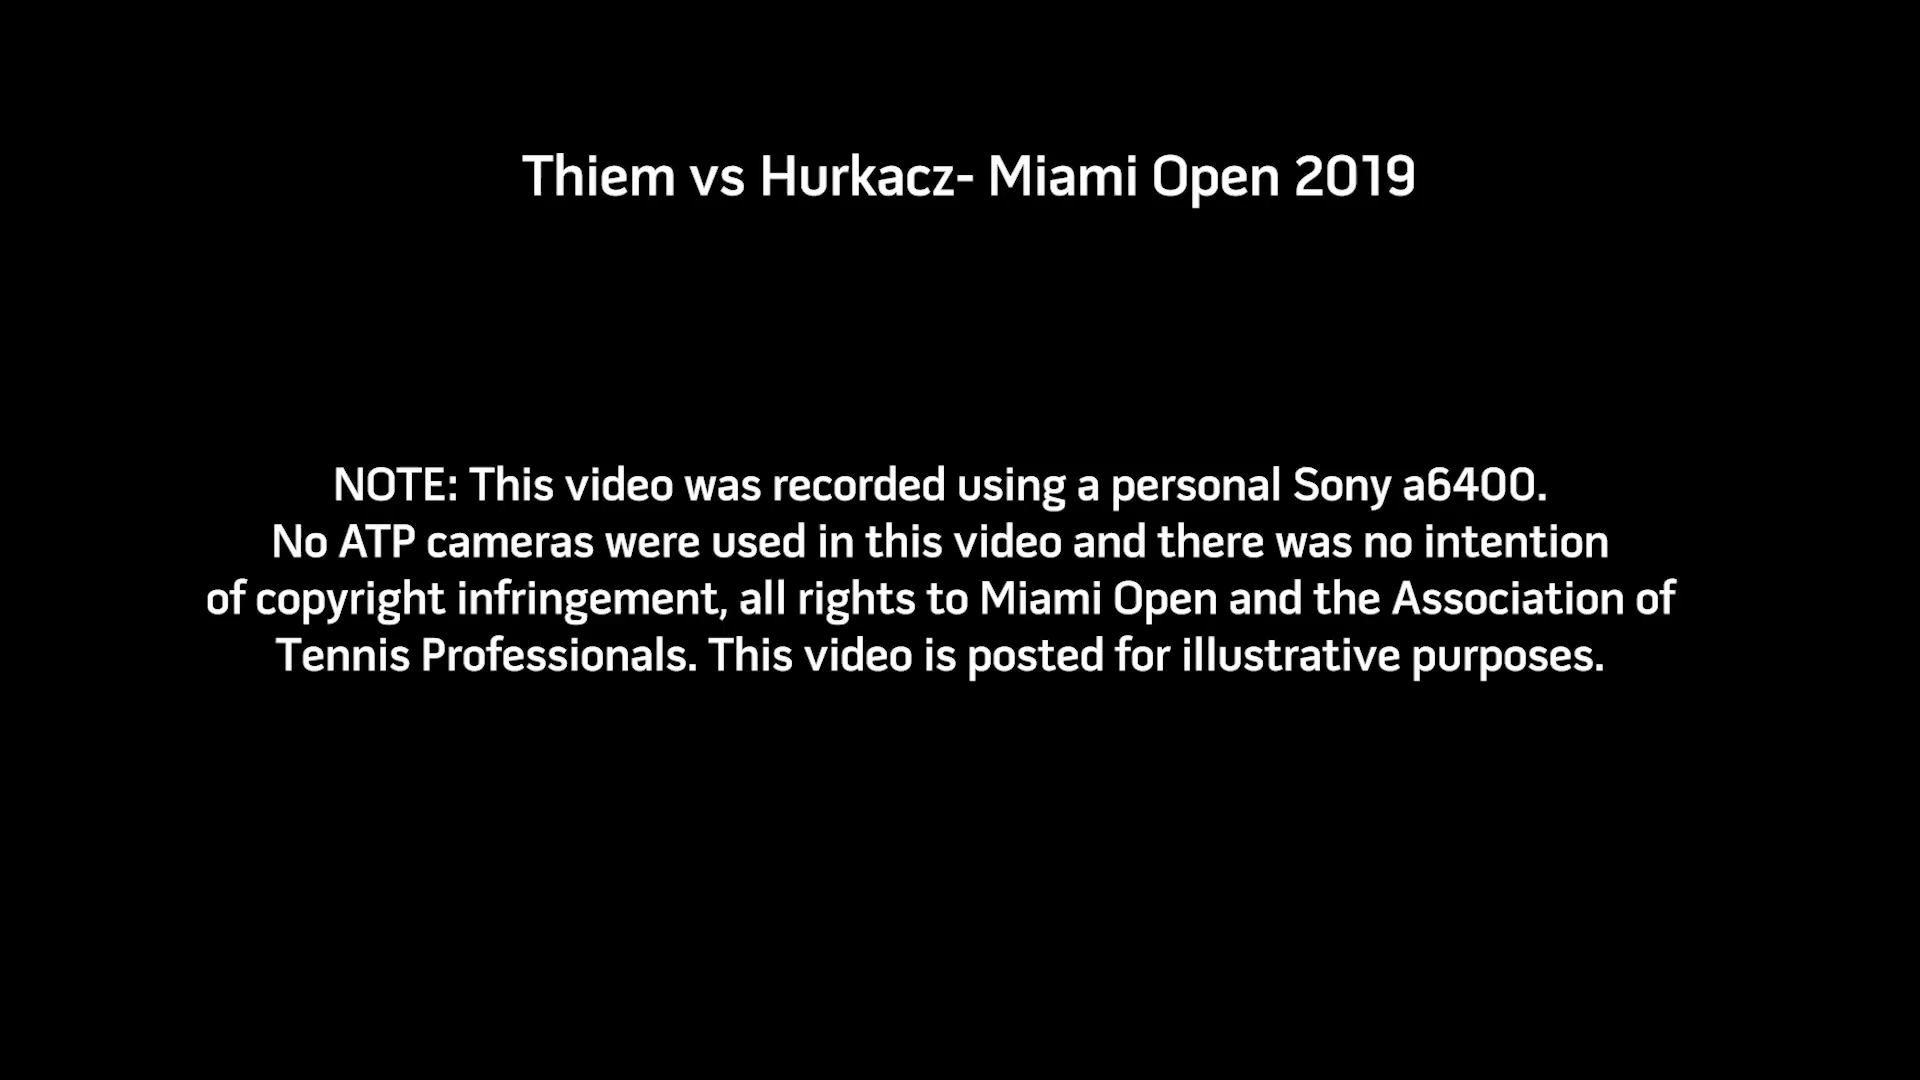 Thiem vs Hurkacz- Miami Open 2019
NOTE: This video was recorded using a personal Sony a6400.
No ATP cameras were used in this video and there was no intention
of copyright infringement, all rights to Miami Open and the Association of
Tennis Professionals. This video is posted for illustrative purposes.